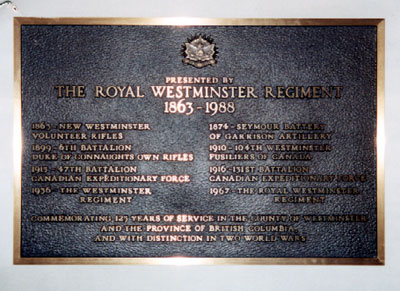 PRESENTED BY
THE ROYAL WESTMINSTER REGIMENT
1863-1988
1863-NEW WESTMINSTER
VOLUNTEER RIFLES
1899-6TH BATTALION
DUKE OF CONNAUGHTS OWN RIFLES
1915-47TH BATTALION
CANADIAN EXPEDITIONARY FORCE
1936-THE WESTMINSTER
REGIMENT
1874-SEYMOUR BATTERY
OF GARRISON ARTILLERY
1910-104TH WESTMINSTER
FUSILIERS OF CANADA
1916-131ST BATTALION
CANADIAN EXPEDITIONARY FORCE
1967-THE ROYAL WESTMINSTER
REGIMENT
COMMEMORATING 125 YEARS OF SERVICE IN THE COUNTY OF WESTMINSTER
AND THE PROVINCE OF BRITISH COLUMBIA,
AND WITH DISTINCTION IN TWO WORLD WARS